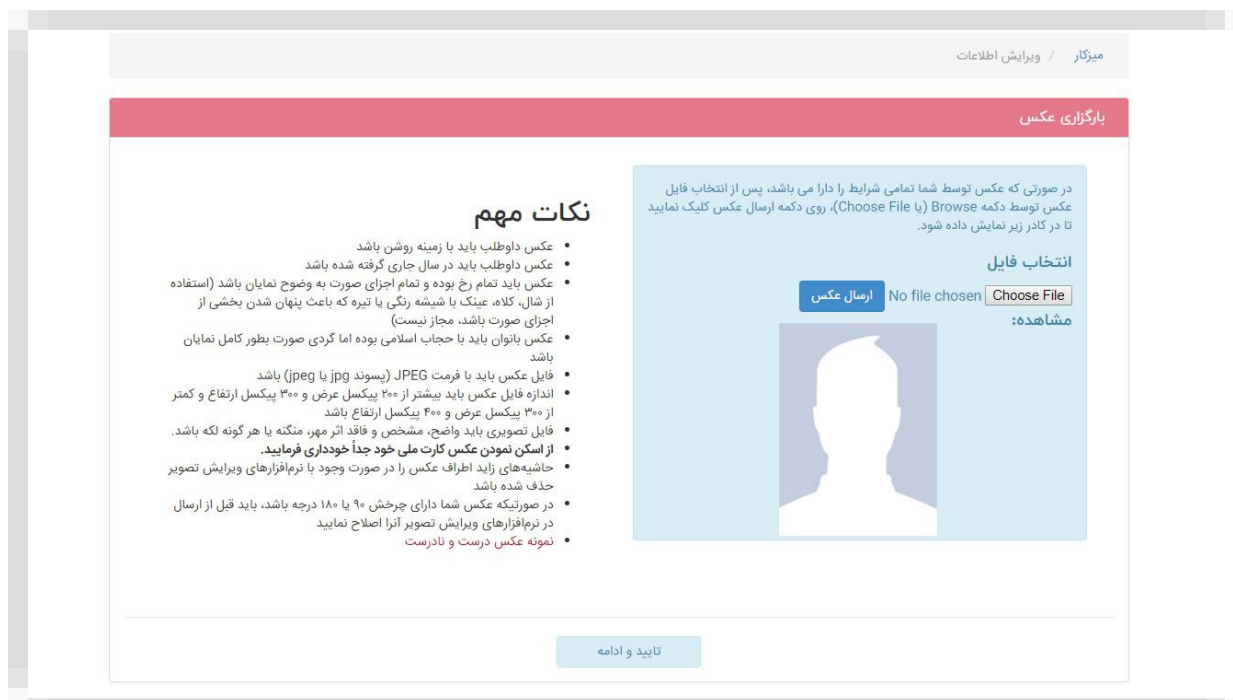 میزکار / ویرایش اطلاعات
بارگزاری عکس
در صورتی که عکس توسط شما تمامی شرایط را دارا می باشد، پس از انتخاب فایل
عکس توسط دکمه Browse (یا Choose File)، روی دکمه ارسال عکس کلیک نمایید
تا در کادر زیر نمایش داده شود.
انتخاب فایل
Choose File No file chosen ارسال عکس
مشاهده:
نکات مهم
• عکس داوطلب باید با زمینه روشن باشد
• عکس داوطلب باید در سال جاری گرفته شده باشد
• عکس باید تمام رخ بوده و تمام اجزای صورت به وضوح نمایان باشد (استفاده
از شال، کلاه، عینک با شیشه رنگی یا تیره که باعث پنهان شدن بخشی از
اجزای صورت باشد، مجاز نیست)
• عکس بانوان باید با حجاب اسلامی بوده اما گردی صورت بطور کامل نمایان
باشد
• فایل عکس باید با فرمت JPEG (پسوند jpg یا jpeg) باشد
• اندازه فایل عکس باید بیشتر از ۲۰۰ پیکسل عرض و ۳۰۰ پیکسل ارتفاع و کمتر
از ۳۰۰ پیکسل عرض و ۴۰۰ پیکسل ارتفاع باشد
• فایل تصویری باید واضح، مشخص و فاقد اثر مهر، منگنه یا هر گونه لکه باشد.
• از اسکن نمودن عکس کارت ملی خود جداً خودداری فرمایید.
• حاشیه‌های زاید اطراف عکس را در صورت وجود با نرم‌افزارهای ویرایش تصویر
حذف شده باشد
• در صورتیکه عکس شما دارای چرخش ۹۰ یا ۱۸۰ درجه باشد، باید قبل از ارسال
در نرم‌افزارهای ویرایش تصویر آنرا اصلاح نمایید
• نمونه عکس درست و نادرست
تایید و ادامه